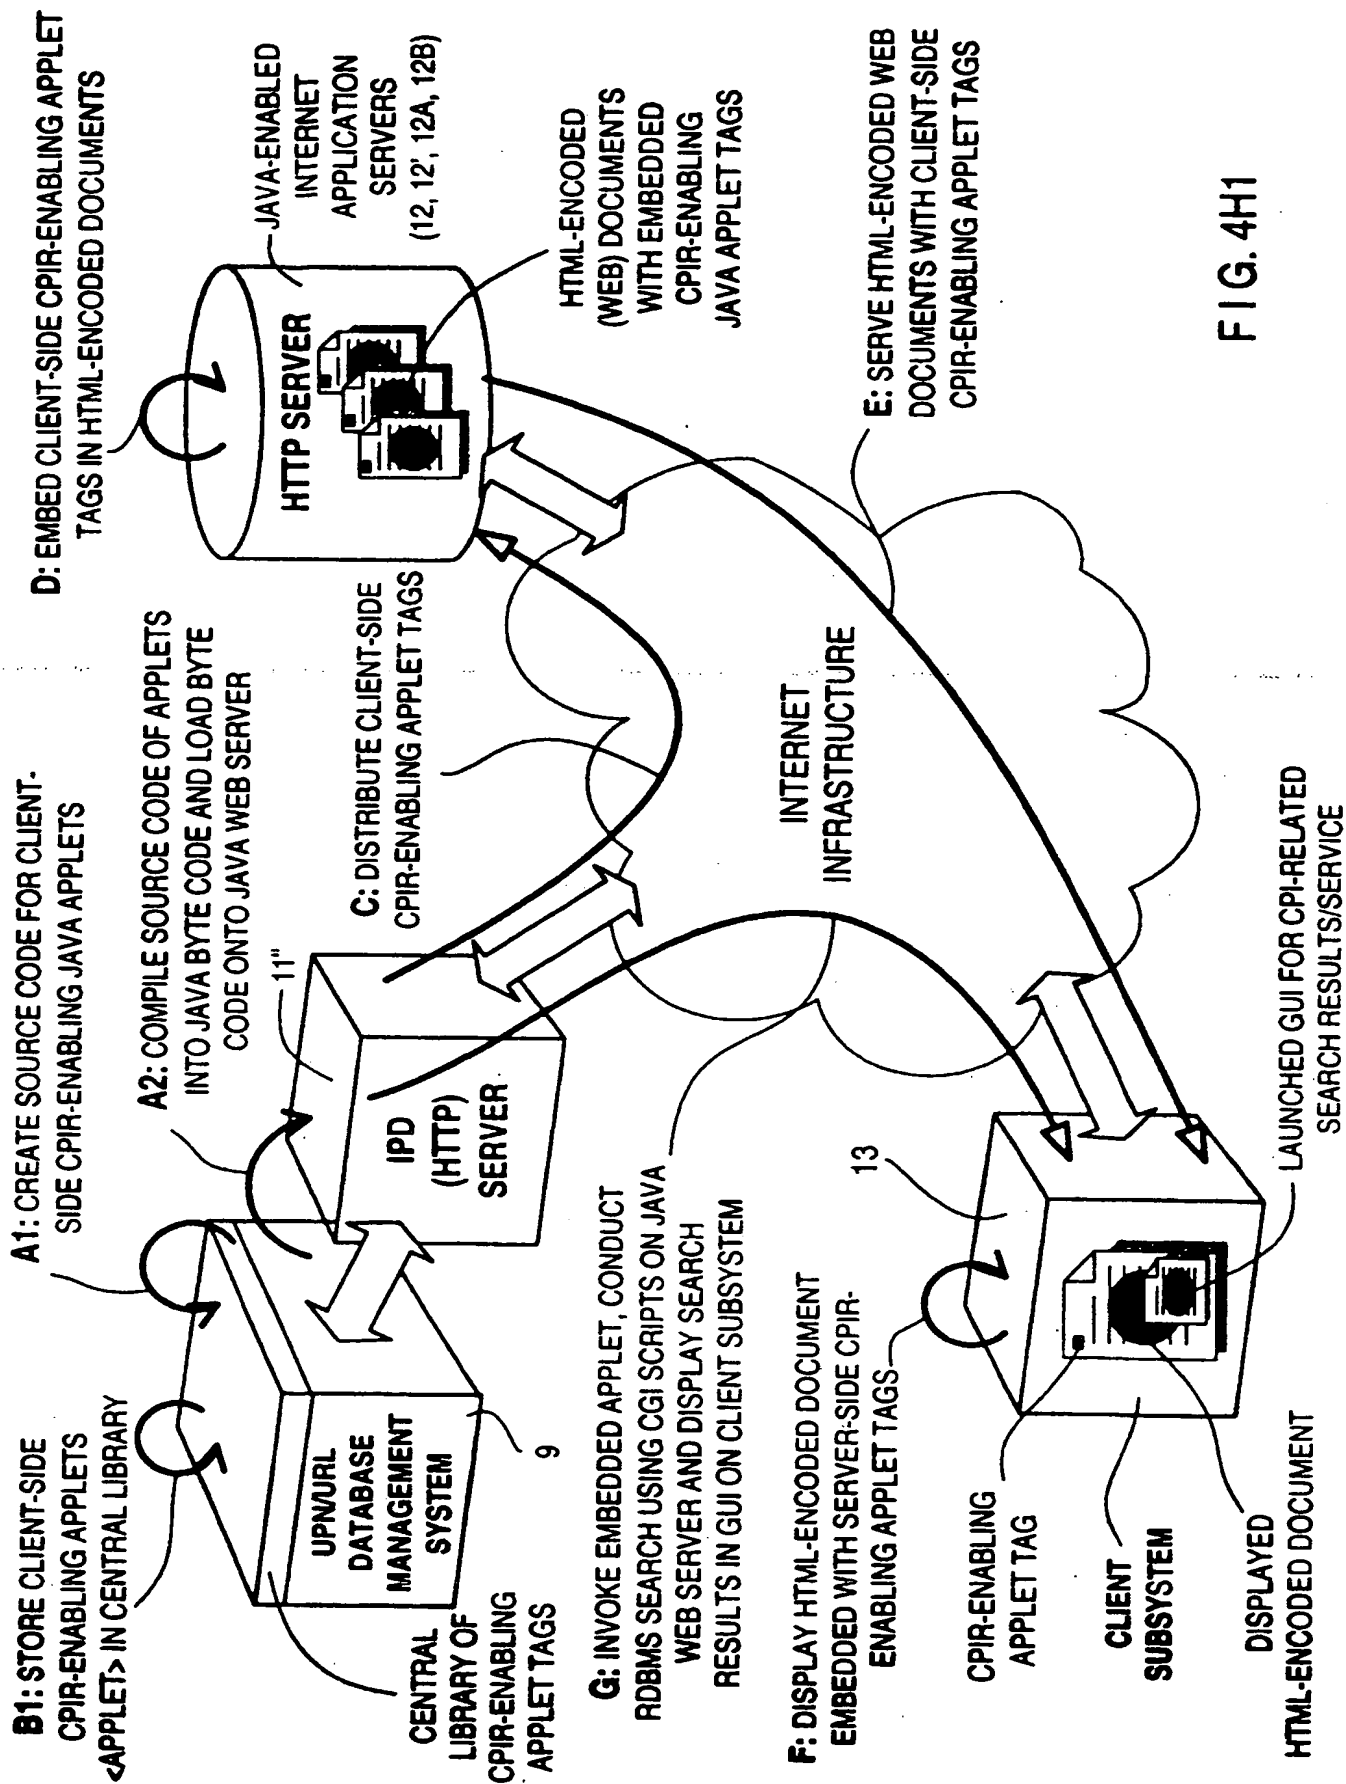 A1: CREATE SOURCE CODE FOR CLIENT-
SIDE CPIR-ENABLING JAVA APPLETS
D: EMBED CLIENT-SIDE CPIR-ENABLING APPLET
TAGS IN HTML-ENCODED DOCUMENTS
B1: STORE CLIENT-SIDE
CPIR-ENABLING APPLETS
<APPLET> IN CENTRAL LIBRARY
A2: COMPILE SOURCE CODE OF APPLETS
INTO JAVA BYTE CODE AND LOAD BYTE
CODE ONTO JAVA WEB SERVER
JAVA-ENABLED
INTERNET
APPLICATION
SERVERS
(12, 12', 12A, 12B)
HTTP SERVER
11"
UPN/URL
DATABASE
MANAGEMENT
SYSTEM
9
IPD
(HTTP)
SERVER
C: DISTRIBUTE CLIENT-SIDE
CPIR-ENABLING APPLET TAGS
HTML-ENCODED
(WEB) DOCUMENTS
WITH EMBEDDED
CPIR-ENABLING
JAVA APPLET TAGS
CENTRAL
LIBRARY OF
CPIR-ENABLING
APPLET TAGS
G: INVOKE EMBEDDED APPLET, CONDUCT
RDBMS SEARCH USING CGI SCRIPTS ON JAVA
WEB SERVER AND DISPLAY SEARCH
RESULTS IN GUI ON CLIENT SUBSYSTEM
INTERNET
INFRASTRUCTURE
E: SERVE HTML-ENCODED WEB
DOCUMENTS WITH CLIENT-SIDE
CPIR-ENABLING APPLET TAGS
F: DISPLAY HTML-ENCODED DOCUMENT
EMBEDDED WITH SERVER-SIDE CPIR-
ENABLING APPLET TAGS
13
CPIR-ENABLING
APPLET TAG
CLIENT
SUBSYSTEM
DISPLAYED
HTML-ENCODED DOCUMENT
LAUNCHED GUI FOR CPI-RELATED
SEARCH RESULTS/SERVICE
FIG. 4H1